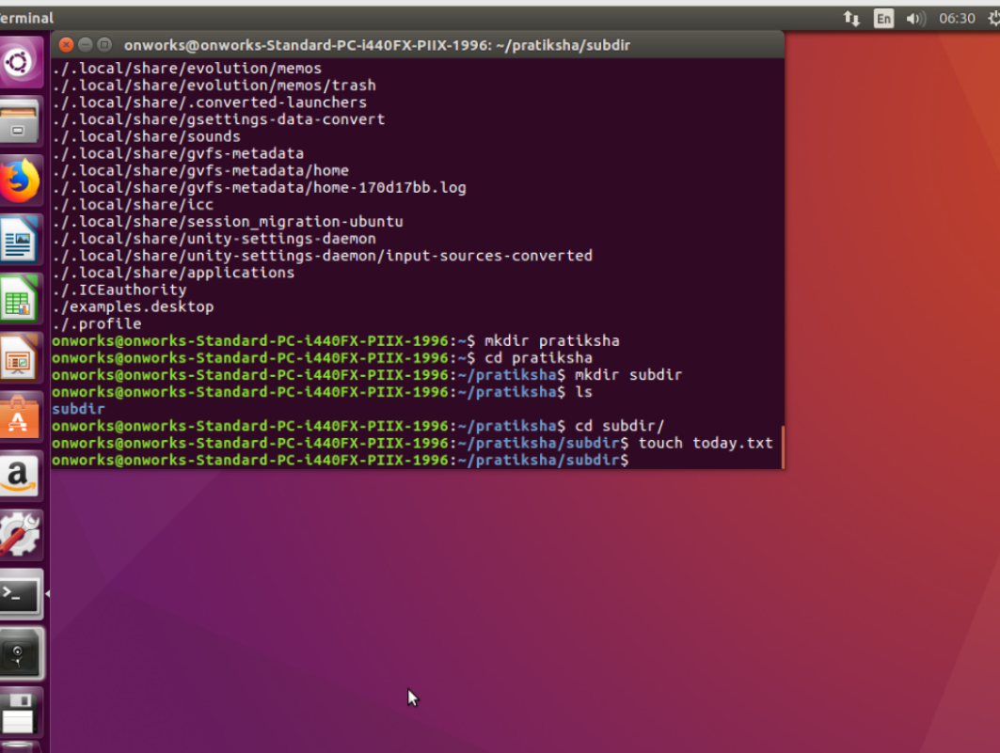 erminal
En
06:30
onworks@onworks-Standard-PC-i440FX-PIIX-1996: ~/pratiksha/subdir
./.local/share/evolution/memos
./.local/share/evolution/memos/trash
./.local/share/.converted-launchers
./.local/share/gsettings-data-convert
./.local/share/sounds
./.local/share/gvfs-metadata
./.local/share/gvfs-metadata/home
./.local/share/gvfs-metadata/home-170d17bb.log
./.local/share/icc
./.local/share/session_migration-ubuntu
./.local/share/unity-settings-daemon
./.local/share/unity-settings-daemon/input-sources-converted
./.local/share/applications
./.ICEauthority
./examples.desktop
./.profile
onworks@onworks-Standard-PC-i440FX-PIIX-1996:~$ mkdir pratiksha
onworks@onworks-Standard-PC-i440FX-PIIX-1996:~$ cd pratiksha
onworks@onworks-Standard-PC-i440FX-PIIX-1996:~/pratiksha$ mkdir subdir
onworks@onworks-Standard-PC-i440FX-PIIX-1996:~/pratiksha$ ls
subdir
onworks@onworks-Standard-PC-i440FX-PIIX-1996:~/pratiksha$ cd subdir/
onworks@onworks-Standard-PC-i440FX-PIIX-1996:~/pratiksha/subdir$ touch today.txt
onworks@onworks-Standard-PC-i440FX-PIIX-1996:~/pratiksha/subdir$